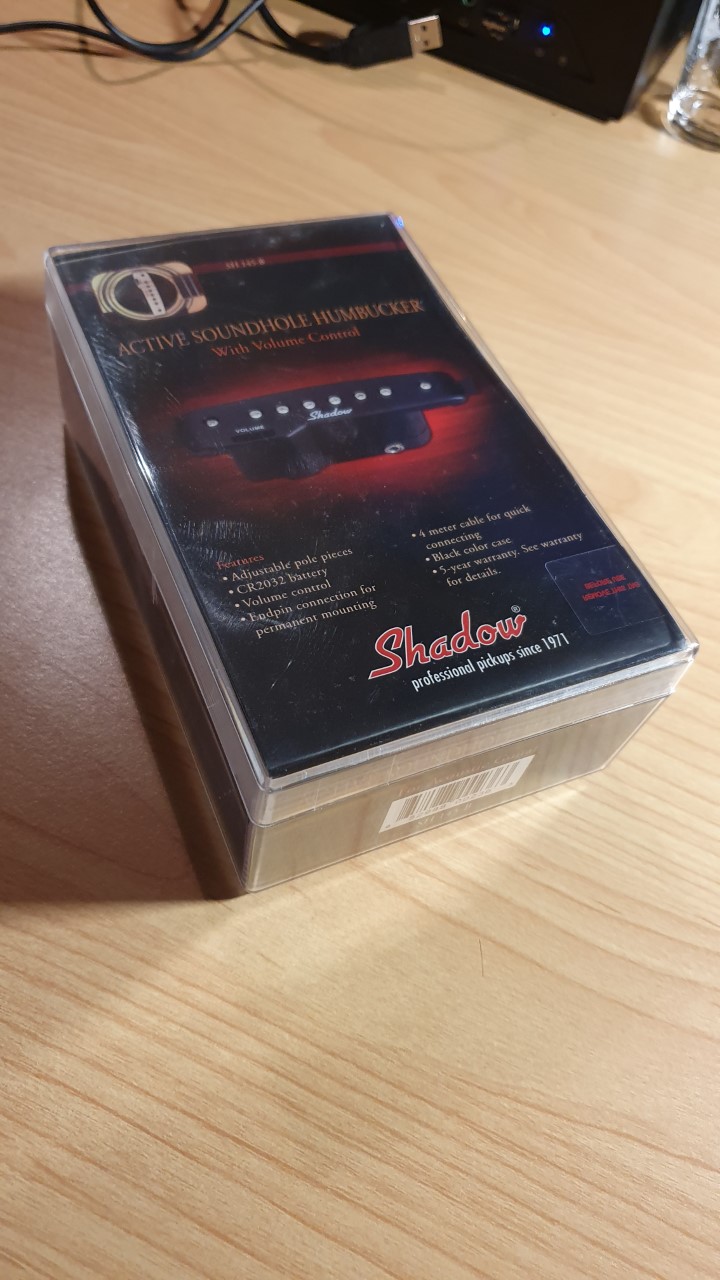 ACTIVE SOUNDHOLE HUMBUCKER
With Volume Control
VOLUME
Shadow
Features
• Adjustable pole pieces
• CR2032 battery
• Volume control
• Endpin connection for
permanent mounting
• 4 meter cable for quick
connecting
• Black color case
• 5-year warranty. See warranty
for details.
Shadow®
professional pickups since 1971